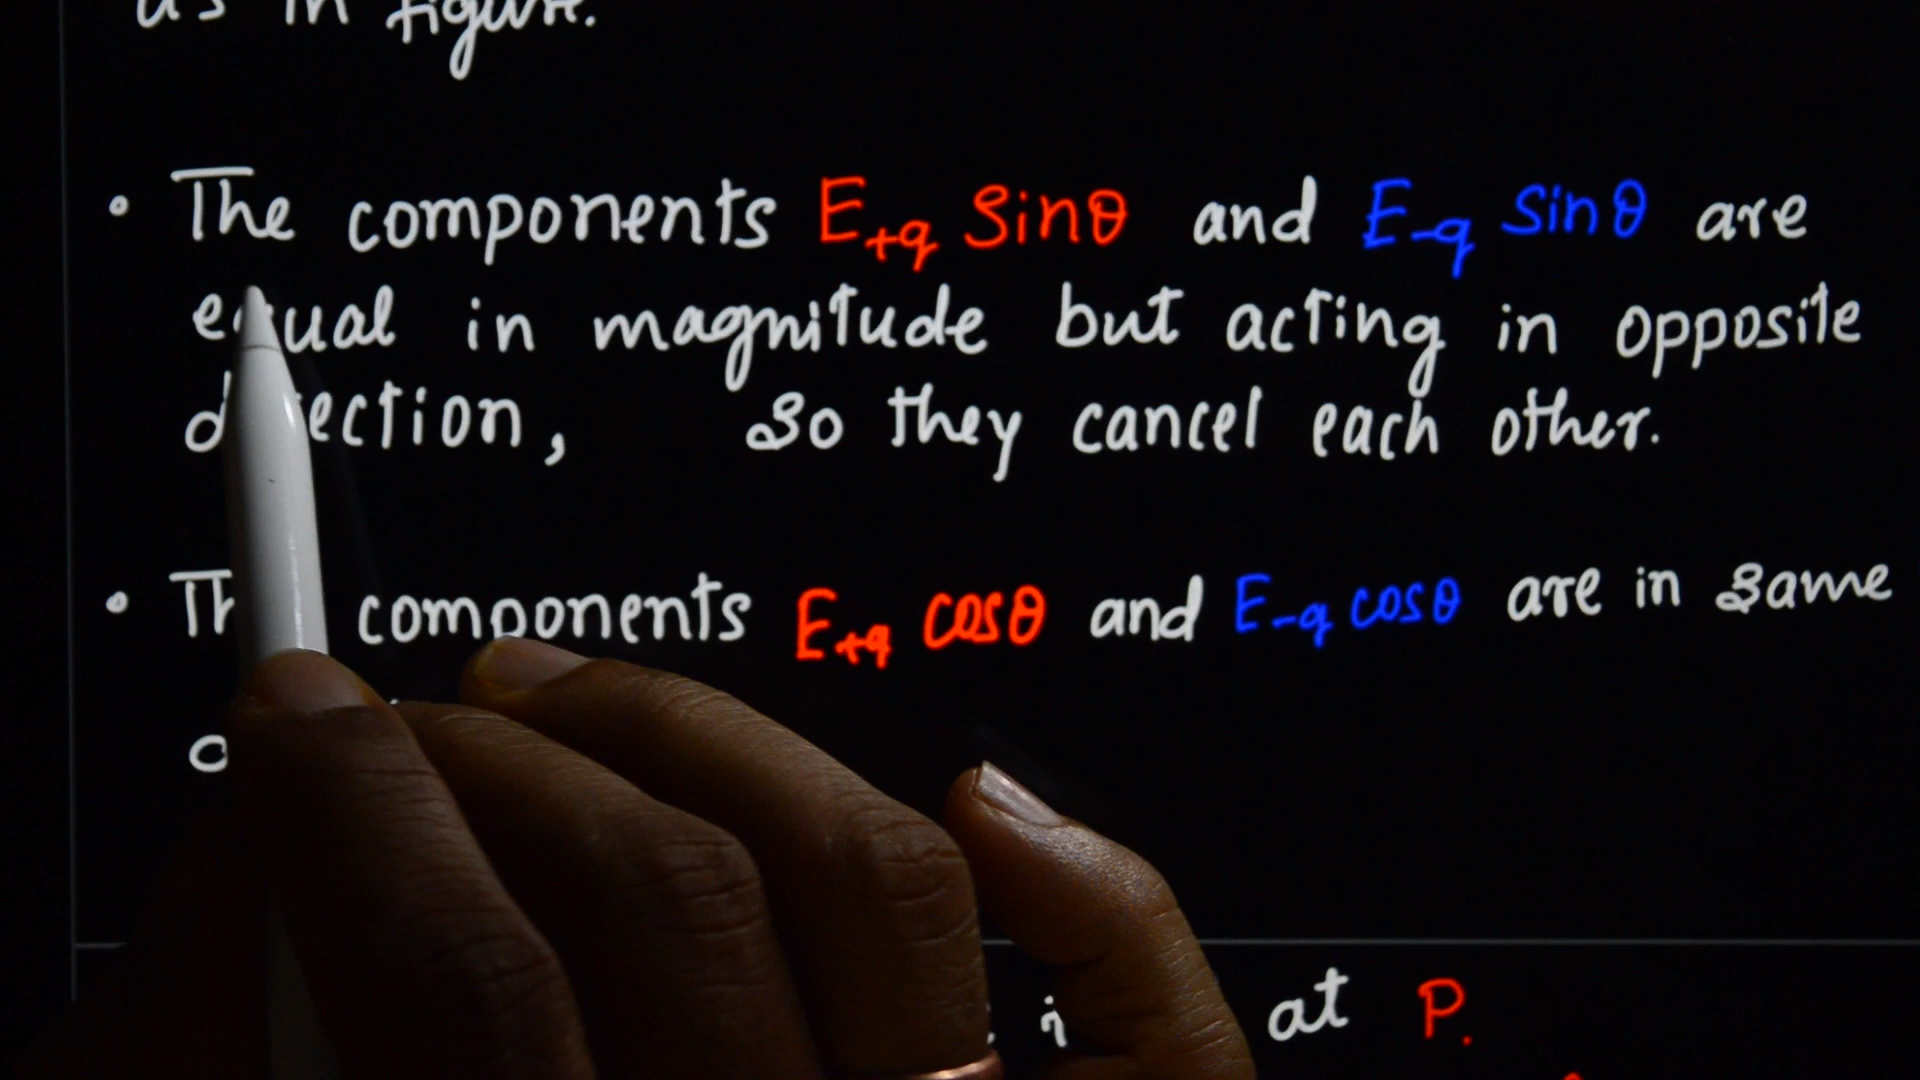 as in figure.
• The components E+q Sinθ and E-q Sinθ are
equal in magnitude but acting in opposite
direction, So they cancel each other.
• components E+q cosθ and E-q cosθ are in same
at P.